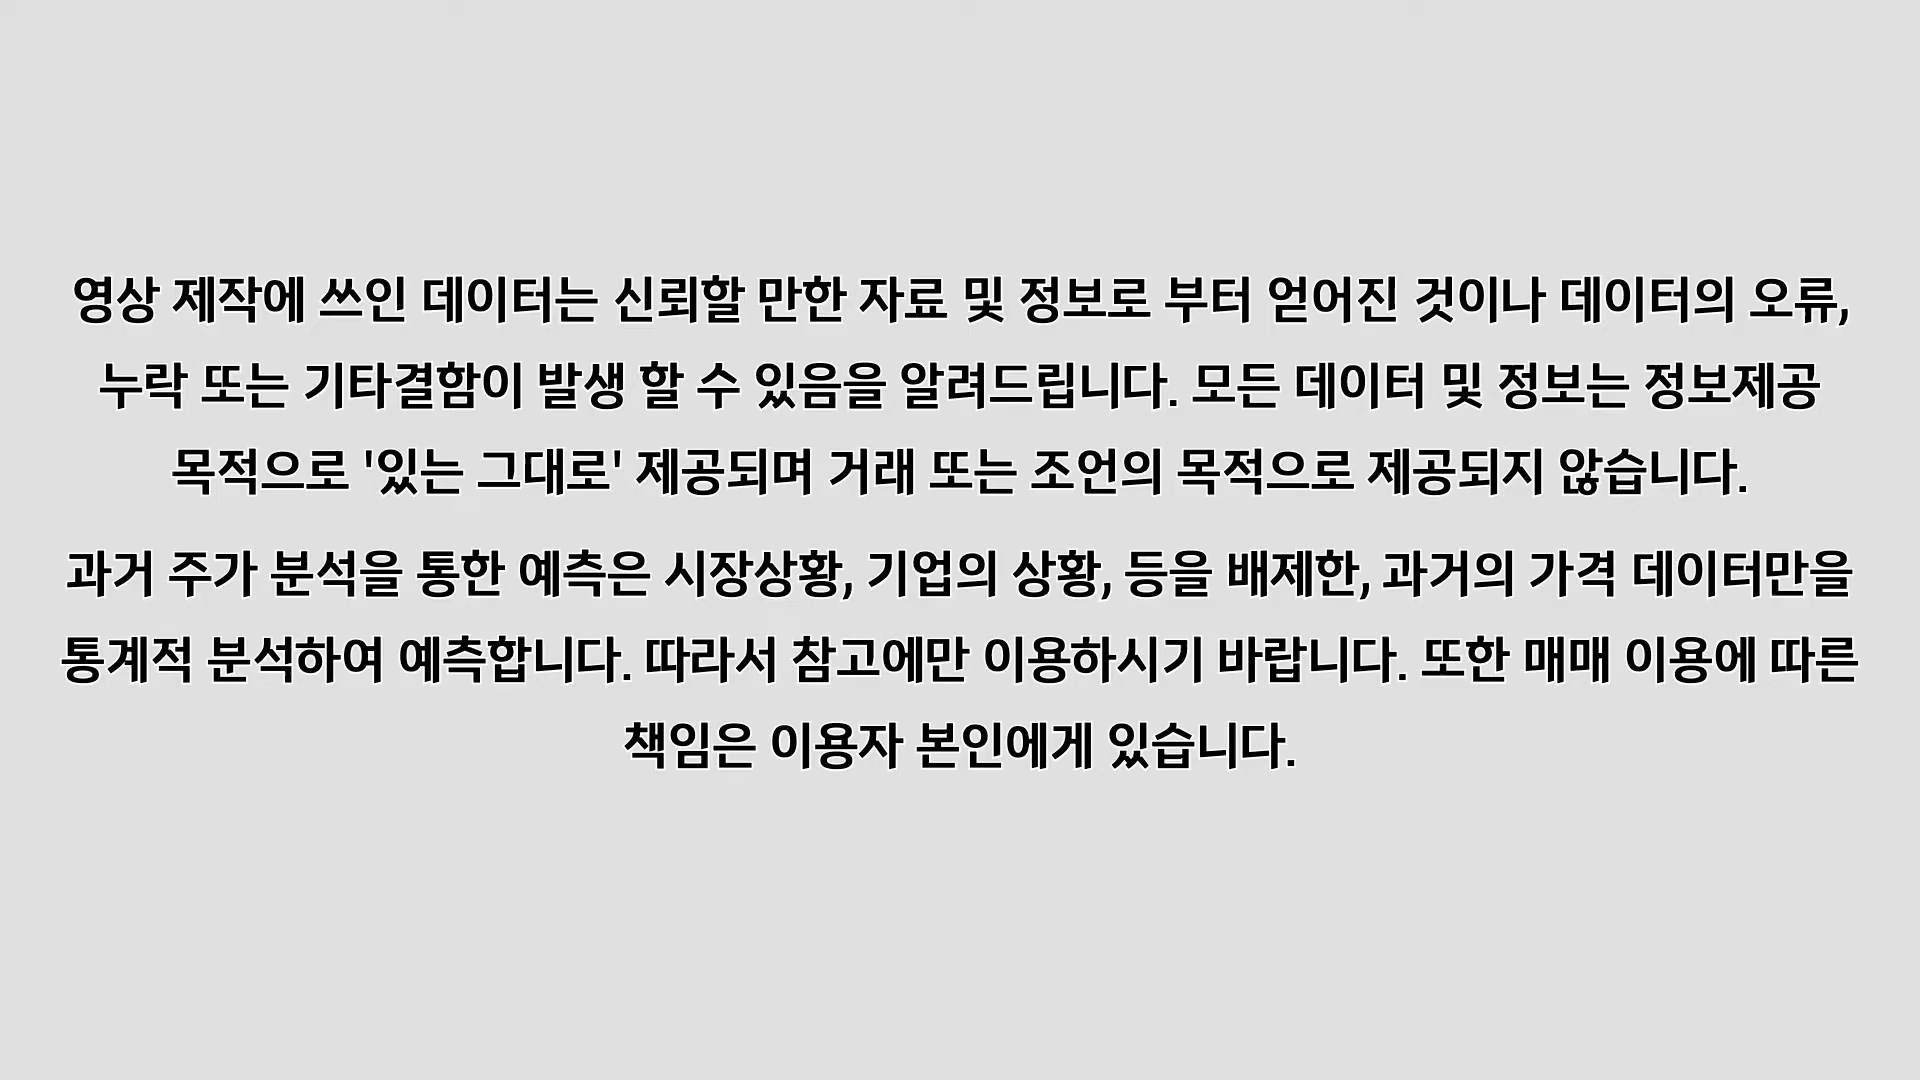 영상 제작에 쓰인 데이터는 신뢰할 만한 자료 및 정보로 부터 얻어진 것이나 데이터의 오류,
누락 또는 기타결함이 발생 할 수 있음을 알려드립니다. 모든 데이터 및 정보는 정보제공
목적으로 '있는 그대로' 제공되며 거래 또는 조언의 목적으로 제공되지 않습니다.
과거 주가 분석을 통한 예측은 시장상황, 기업의 상황, 등을 배제한, 과거의 가격 데이터만을
통계적 분석하여 예측합니다. 따라서 참고에만 이용하시기 바랍니다. 또한 매매 이용에 따른
책임은 이용자 본인에게 있습니다.